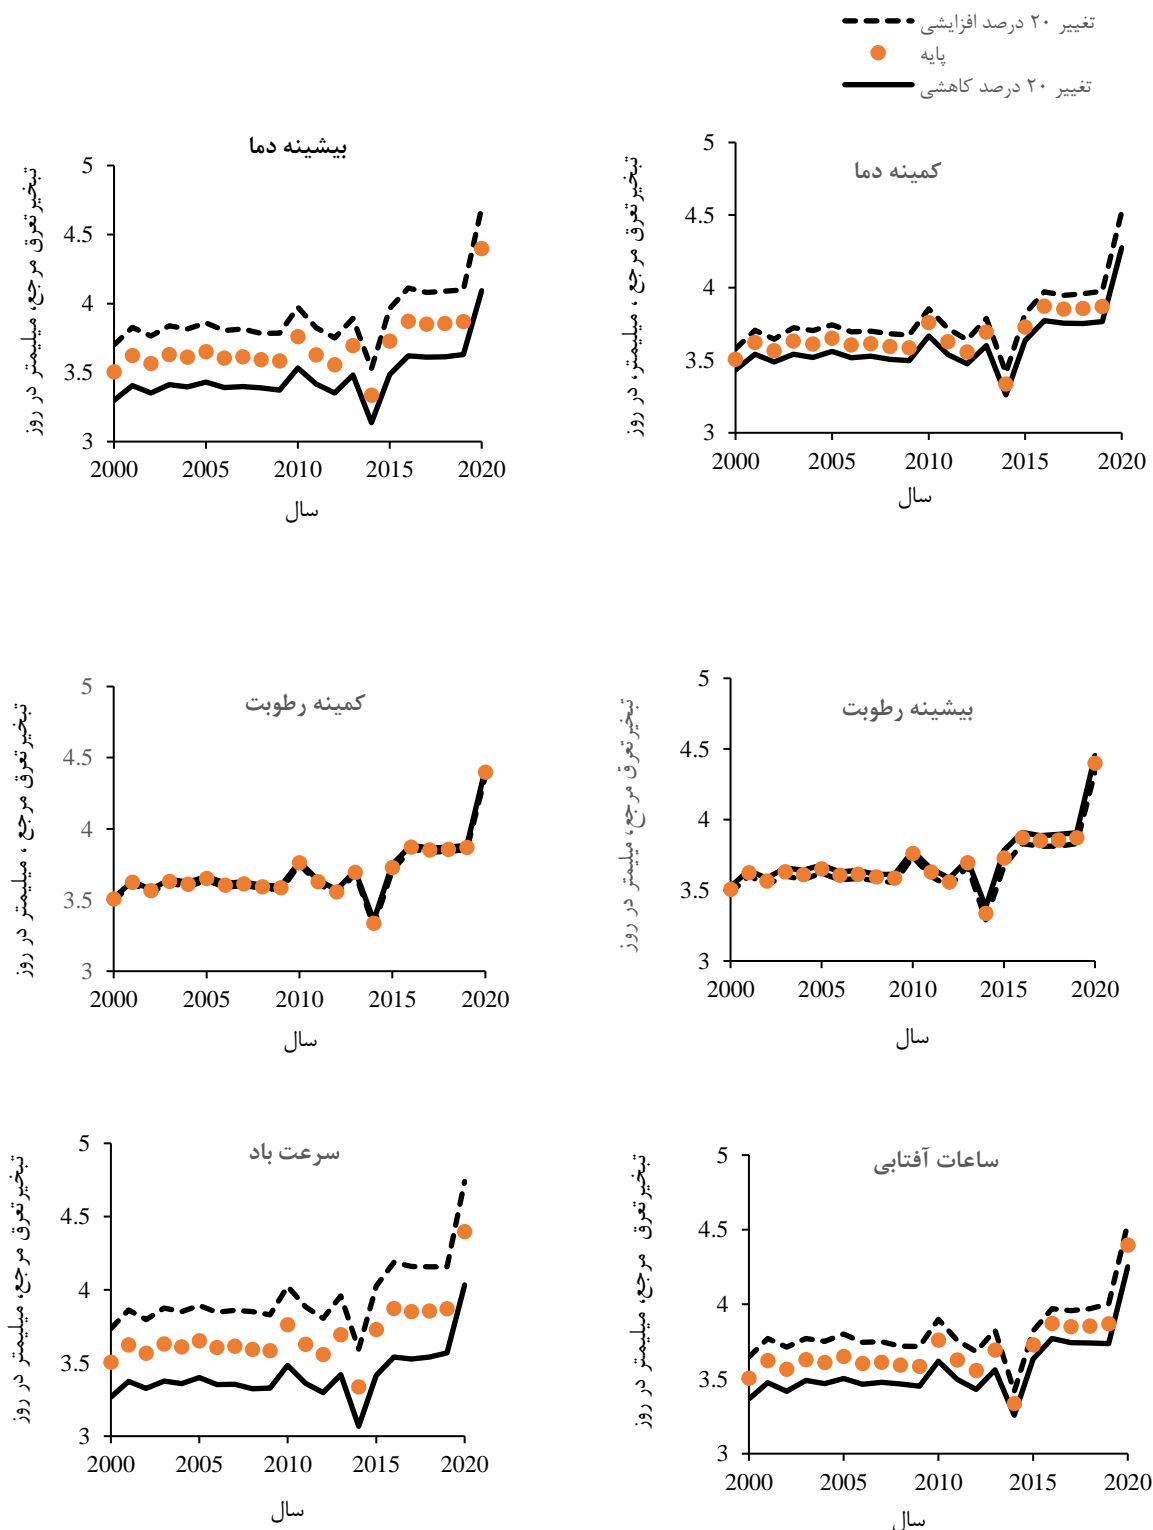 تغییر ۲۰ درصد افزایشی
پایه
تغییر ۲۰ درصد کاهشی
کمینه دما
تبخیرتعرق مرجع ، میلیمتر، در روز
5
4.5
4
3.5
3
2000 2005 2010 2015 2020
سال
بیشینه دما
تبخیرتعرق مرجع، میلیمتر در روز
5
4.5
4
3.5
3
2000 2005 2010 2015 2020
سال
بیشینه رطوبت
تبخیرتعرق مرجع، میلیمتر در روز
5
4.5
4
3.5
3
2000 2005 2010 2015 2020
سال
کمینه رطوبت
تبخیرتعرق مرجع ، میلیمتر در روز
5
4.5
4
3.5
3
2000 2005 2010 2015 2020
سال
ساعات آفتابی
تبخیرتعرق مرجع، میلیمتر در روز
5
4.5
4
3.5
3
2000 2005 2010 2015 2020
سال
سرعت باد
تبخیرتعرق مرجع، میلیمتر در روز
5
4.5
4
3.5
3
2000 2005 2010 2015 2020
سال